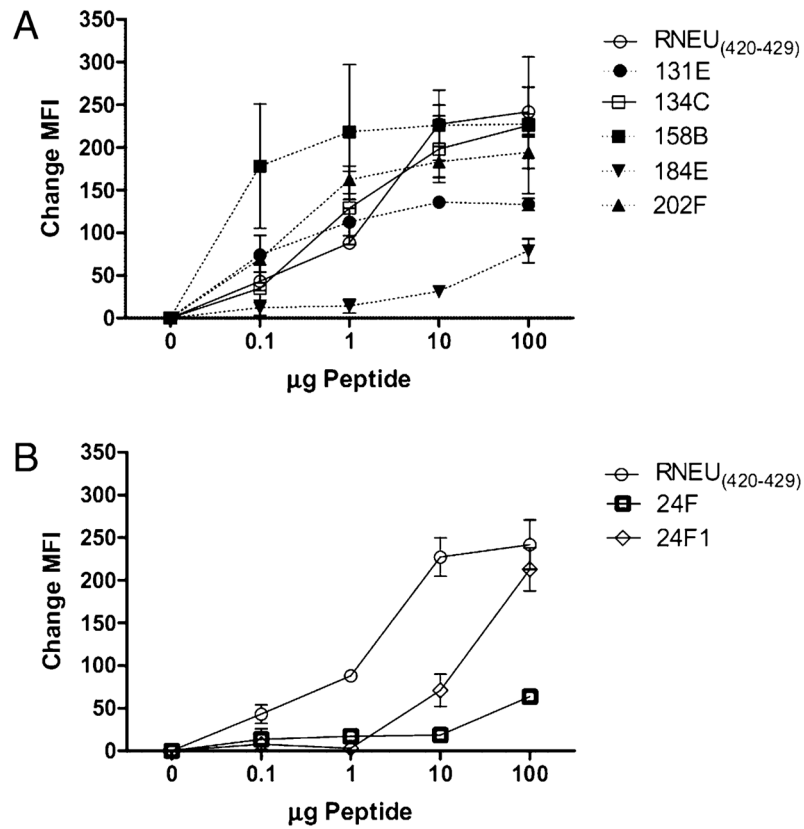 A
350
300
250
200
150
100
50
0
Change MFI
0 0.1 1 10 100
µg Peptide
RNEU(420-429)
131E
134C
158B
184E
202F
B
350
300
250
200
150
100
50
0
Change MFI
0 0.1 1 10 100
µg Peptide
RNEU(420-429)
24F
24F1